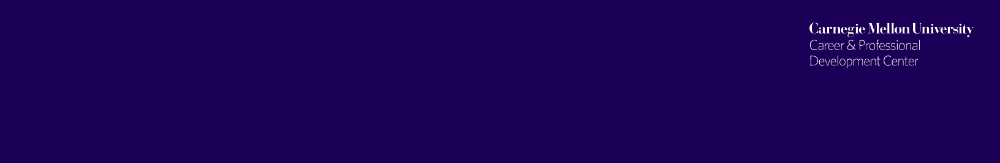 Carnegie Mellon University
Career & Professional
Development Center